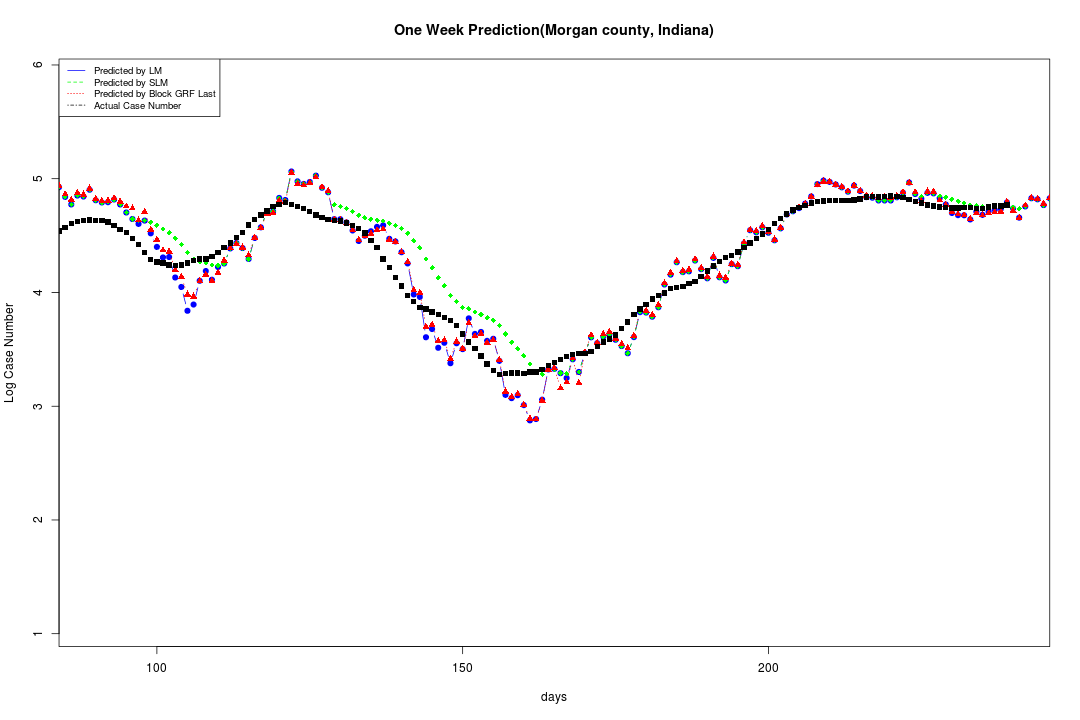 One Week Prediction(Morgan county, Indiana)
Predicted by LM
Predicted by SLM
Predicted by Block GRF Last
Actual Case Number
6
5
4
3
2
1
Log Case Number
100 150 200
days